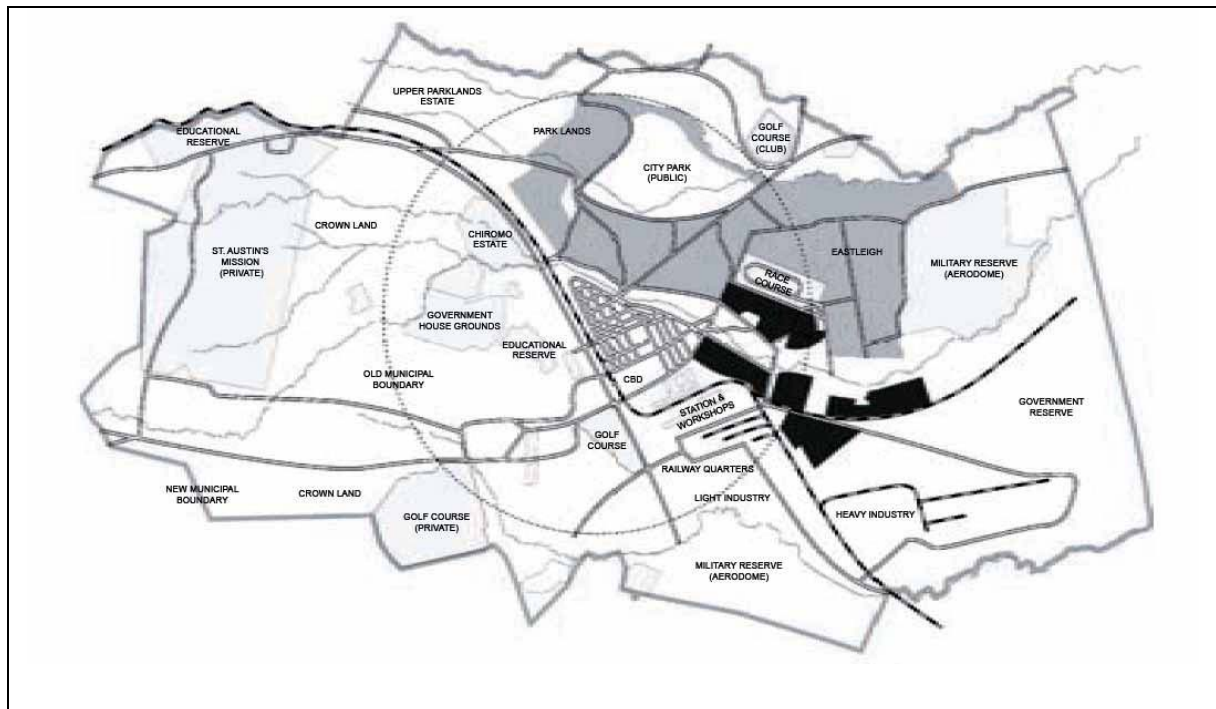 UPPER PARKLANDS
ESTATE
EDUCATIONAL
RESERVE
PARK LANDS
GOLF
COURSE
(CLUB)
CITY PARK
(PUBLIC)
CROWN LAND
CHIROMO
ESTATE
ST. AUSTIN'S
MISSION
(PRIVATE)
EASTLEIGH
MILITARY RESERVE
(AERODOME)
RACE
COURSE
GOVERNMENT
HOUSE GROUNDS
EDUCATIONAL
RESERVE
OLD MUNICIPAL
BOUNDARY
CBD
STATION &
WORKSHOPS
GOVERNMENT
RESERVE
GOLF
COURSE
RAILWAY QUARTERS
NEW MUNICIPAL
BOUNDARY
CROWN LAND
LIGHT INDUSTRY
GOLF COURSE
(PRIVATE)
HEAVY INDUSTRY
MILITARY RESERVE
(AERODOME)